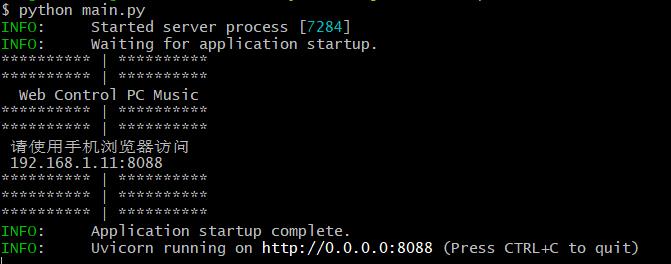 $ python main.py
INFO:     Started server process [7284]
INFO:     Waiting for application startup.
********** | **********
********** | **********
  Web Control PC Music
********** | **********
********** | **********
 请使用手机浏览器访问
 192.168.1.11:8088
********** | **********
********** | **********
********** | **********
INFO:     Application startup complete.
INFO:     Uvicorn running on http://0.0.0.0:8088 (Press CTRL+C to quit)